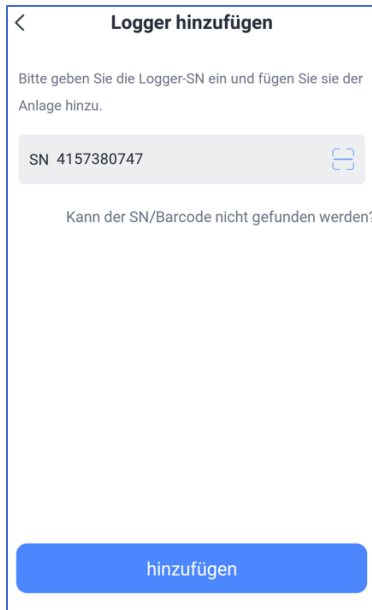 Logger hinzufügen
Bitte geben Sie die Logger-SN ein und fügen Sie sie der
Anlage hinzu.
SN 4157380747
Kann der SN/Barcode nicht gefunden werden?
hinzufügen